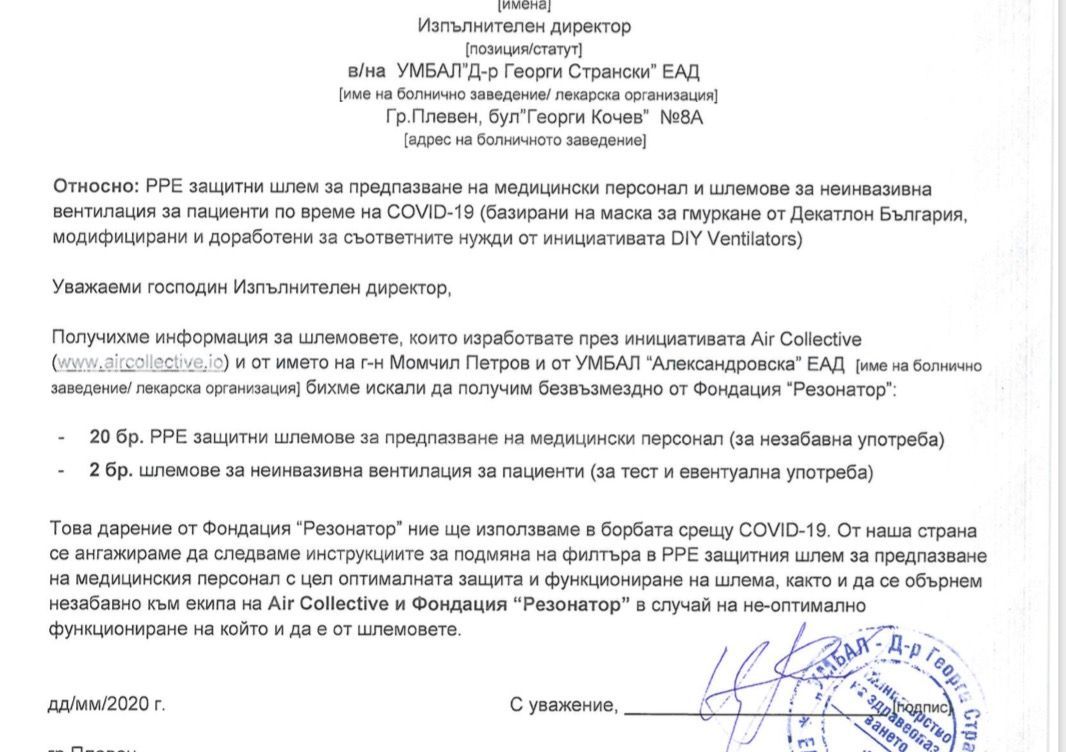 [имена]
Изпълнителен директор
[позиция/статут]
в/на УМБАЛ"Д-р Георги Странски" ЕАД
[име на болнично заведение/ лекарска организация]
Гр.Плевен, бул"Георги Кочев" №8А
[адрес на болничното заведение]
Относно: PPE защитни шлем за предпазване на медицински персонал и шлемове за неинвазивна
вентилация за пациенти по време на COVID-19 (базирани на маска за гмуркане от Декатлон България,
модифицирани и доработени за съответните нужди от инициативата DIY Ventilators)
Уважаеми господин Изпълнителен директор,
Получихме информация за шлемовете, които изработвате през инициативата Air Collective
(www.aircollective.io) и от името на г-н Момчил Петров и от УМБАЛ “Александровска” ЕАД [име на болнично
заведение/ лекарска организация] бихме искали да получим безвъзмездно от Фондация “Резонатор”:
- 20 бр. PPE защитни шлемове за предпазване на медицински персонал (за незабавна употреба)
- 2 бр. шлемове за неинвазивна вентилация за пациенти (за тест и евентуална употреба)
Това дарение от Фондация “Резонатор” ние ще използваме в борбата срещу COVID-19. От наша страна
се ангажираме да следваме инструкциите за подмяна на филтъра в PPE защитния шлем за предпазване
на медицинския персонал с цел оптималната защита и функциониране на шлема, както и да се обърнем
незабавно към екипа на Air Collective и Фондация “Резонатор” в случай на не-оптимално
функциониране на който и да е от шлемовете.
дд/мм/2020 г.
С уважение,
[подпис]
УМБАЛ - Д-р Георги Стра
Министерство
на здравеопаз
ването
гр.Плевен